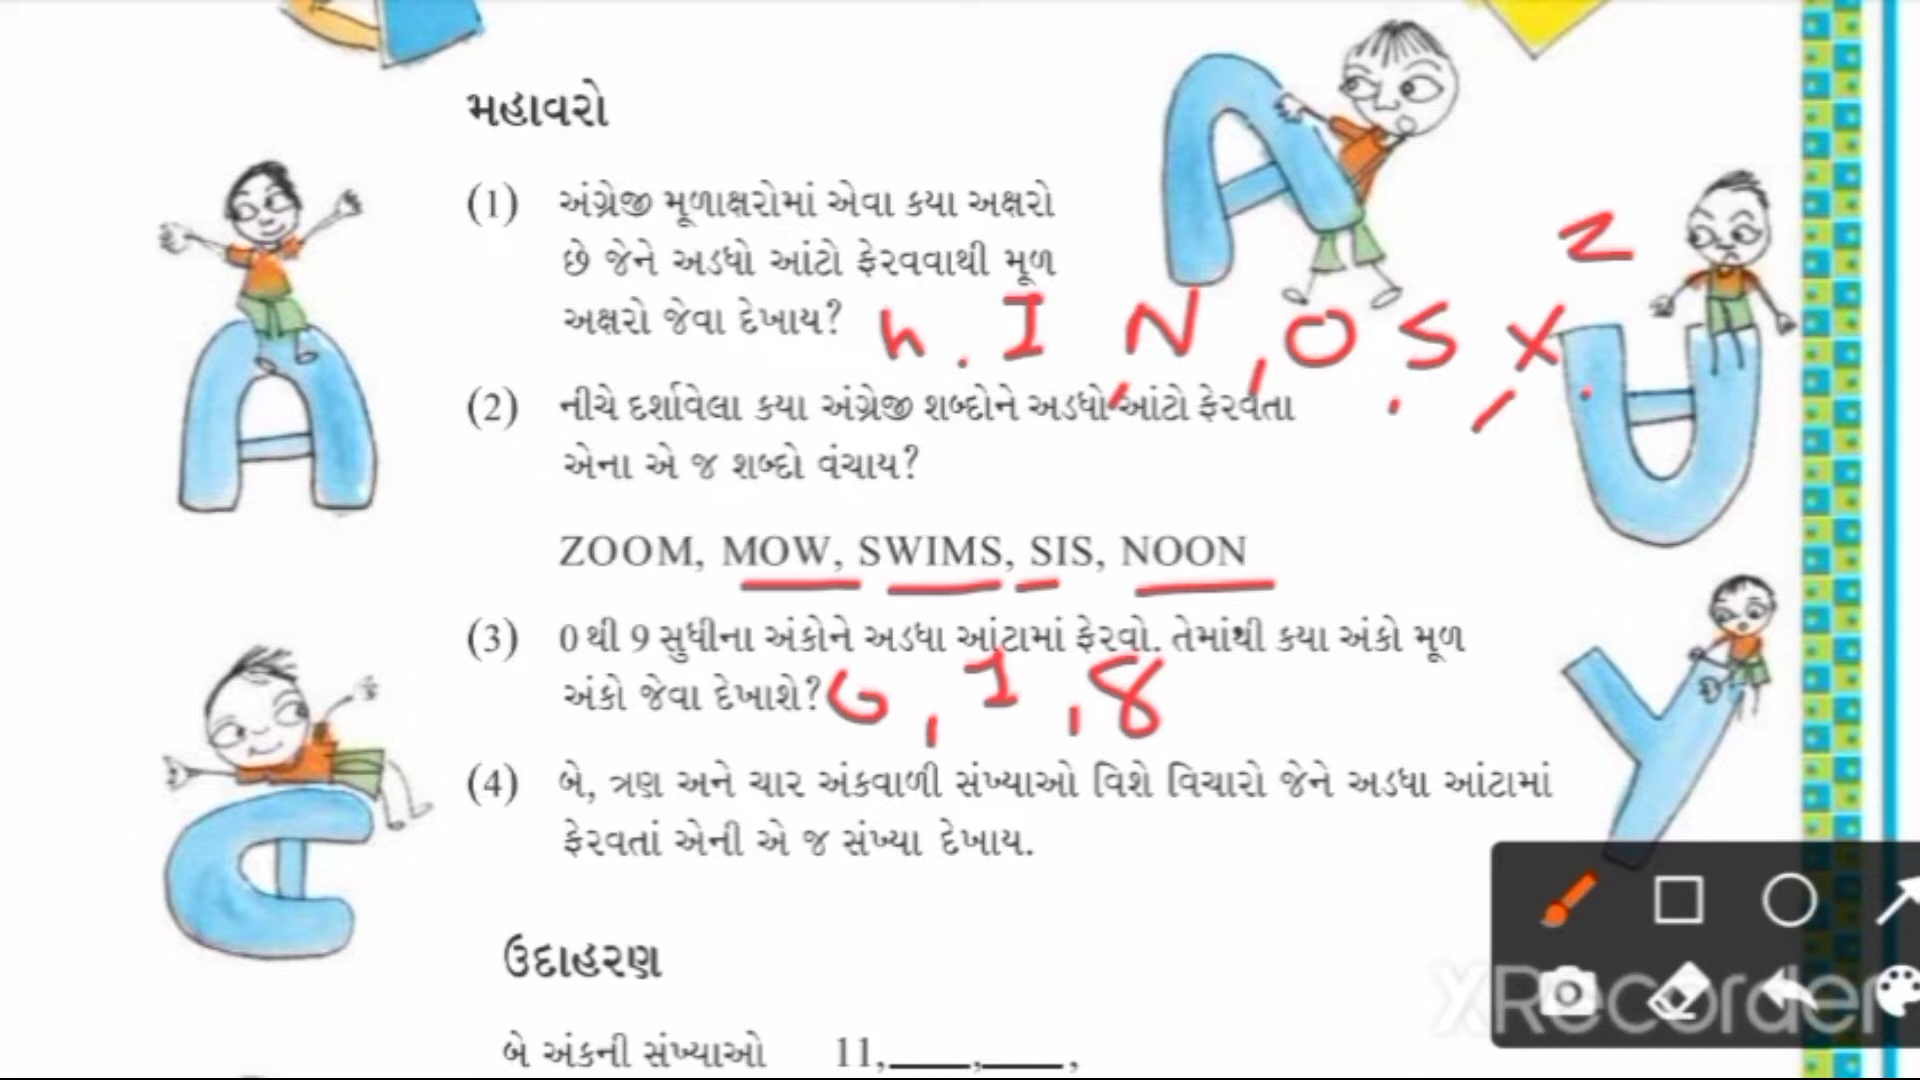 મહાવરો
(1) અંગ્રેજી મૂળાક્ષરોમાં એવા કયા અક્ષરો
છે જેને અડધો આંટો ફેરવવાથી મૂળ
અક્ષરો જેવા દેખાય? h. I, N, O. S, X. Z
(2) નીચે દર્શાવેલા કયા અંગ્રેજી શબ્દોને અડધો આંટો ફેરવતા
એના એ જ શબ્દો વંચાય?
ZOOM, MOW, SWIMS, SIS, NOON
(3) 0 થી 9 સુધીના અંકોને અડધા આંટામાં ફેરવો. તેમાંથી કયા અંકો મૂળ
અંકો જેવા દેખાશે? 0, 1, 8
(4) બે, ત્રણ અને ચાર અંકવાળી સંખ્યાઓ વિશે વિચારો જેને અડધા આંટામાં
ફેરવતાં એની એ જ સંખ્યા દેખાય.
ઉદાહરણ
બે અંકની સંખ્યાઓ 11,____,____,
XRecorder